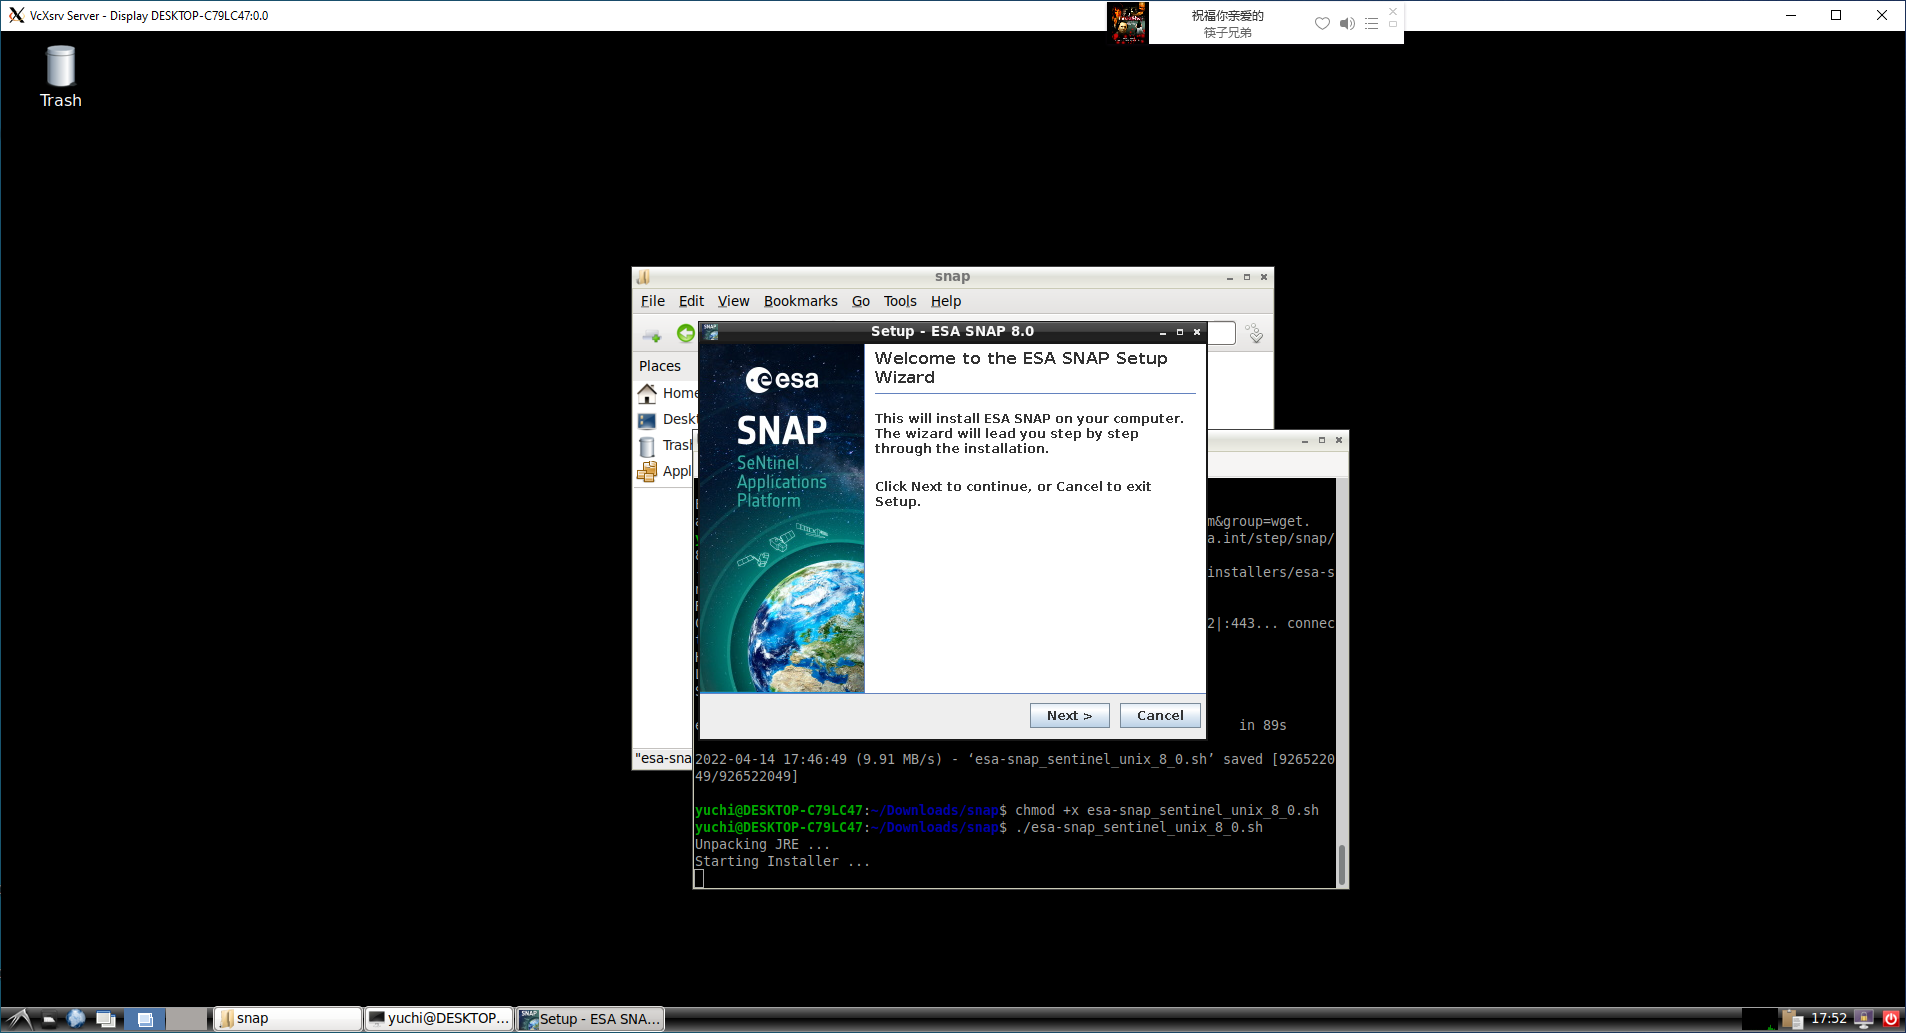 VcXsrv Server - Display DESKTOP-C79LC47:0.0
祝福你亲爱的
筷子兄弟
Trash
snap
File Edit View Bookmarks Go Tools Help
Setup - ESA SNAP 8.0
Places
Home
Desk
Trash
Appl
esa
SNAP
SeNtinel
Applications
Platform
Welcome to the ESA SNAP Setup
Wizard
This will install ESA SNAP on your computer.
The wizard will lead you step by step
through the installation.
Click Next to continue, or Cancel to exit
Setup.
Next >
Cancel
m&group=wget.
a.int/step/snap/
installers/esa-s
2|:443... connec
in 89s
"esa-sna
2022-04-14 17:46:49 (9.91 MB/s) - ‘esa-snap_sentinel_unix_8_0.sh’ saved [9265220
49/926522049]
yuchi@DESKTOP-C79LC47:~/Downloads/snap$ chmod +x esa-snap_sentinel_unix_8_0.sh
yuchi@DESKTOP-C79LC47:~/Downloads/snap$ ./esa-snap_sentinel_unix_8_0.sh
Unpacking JRE ...
Starting Installer ...
snap
yuchi@DESKTOP...
Setup - ESA SNA...
17:52